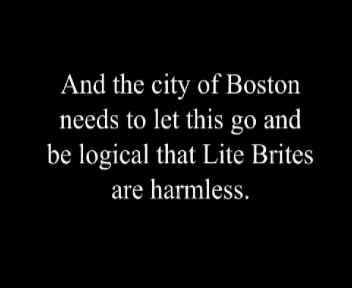 And the city of Boston
needs to let this go and
be logical that Lite Brites
are harmless.